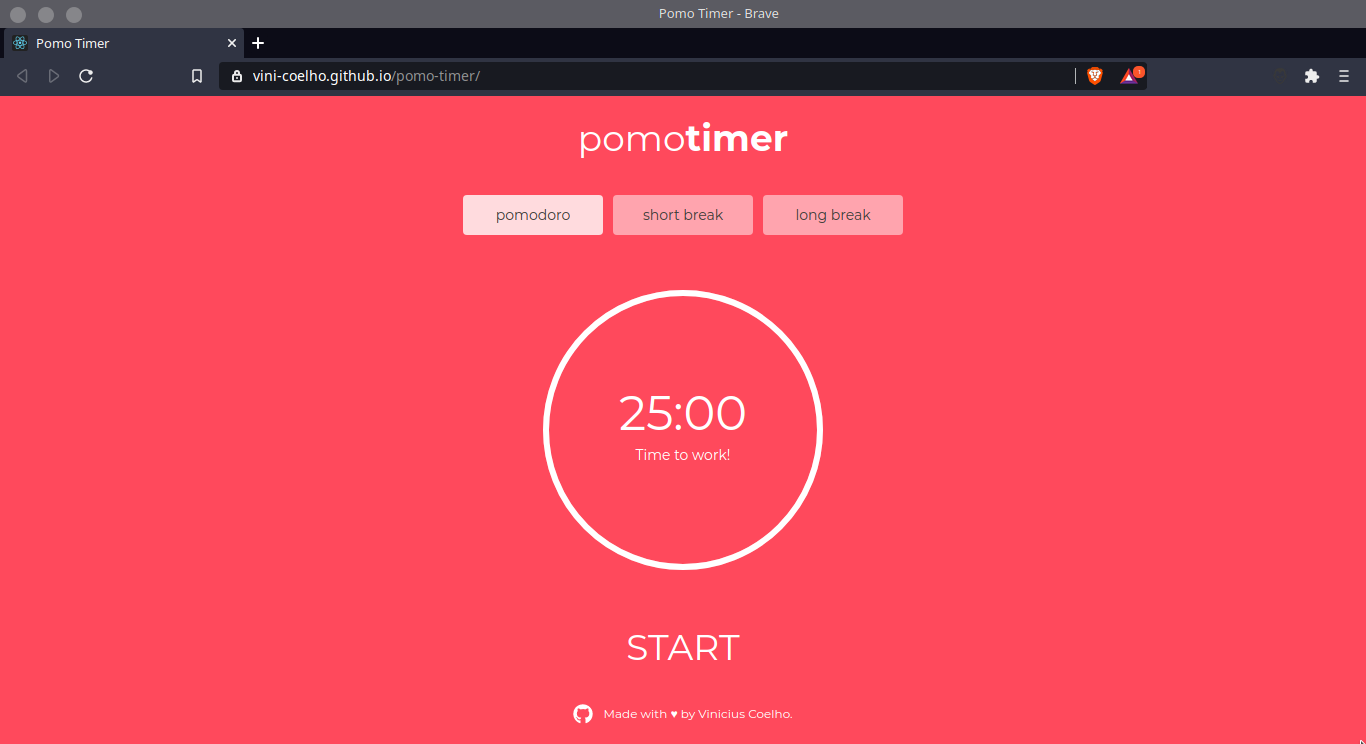 Pomo Timer - Brave
Pomo Timer
vini-coelho.github.io/pomo-timer/
1
pomotimer
pomodoro short break long break
25:00
Time to work!
START
Made with ♥ by Vinicius Coelho.